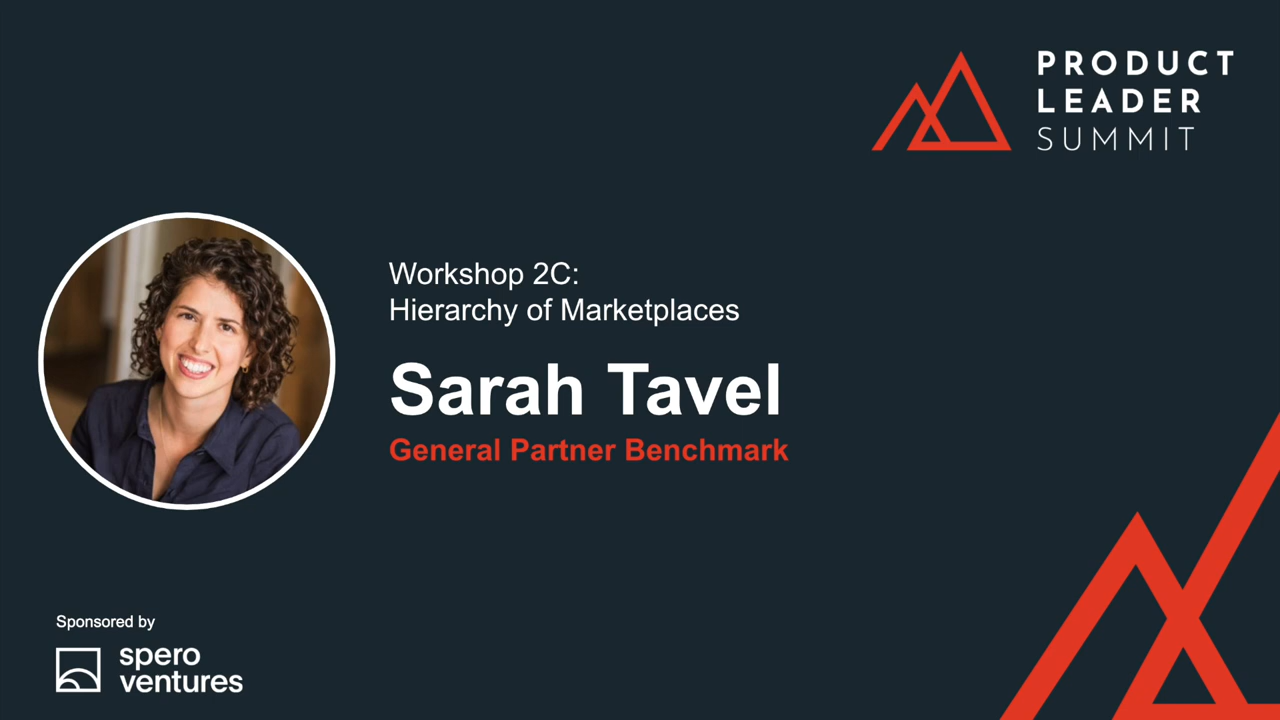 PRODUCT
LEADER
SUMMIT
Workshop 2C:
Hierarchy of Marketplaces
Sarah Tavel
General Partner Benchmark
Sponsored by
spero
ventures